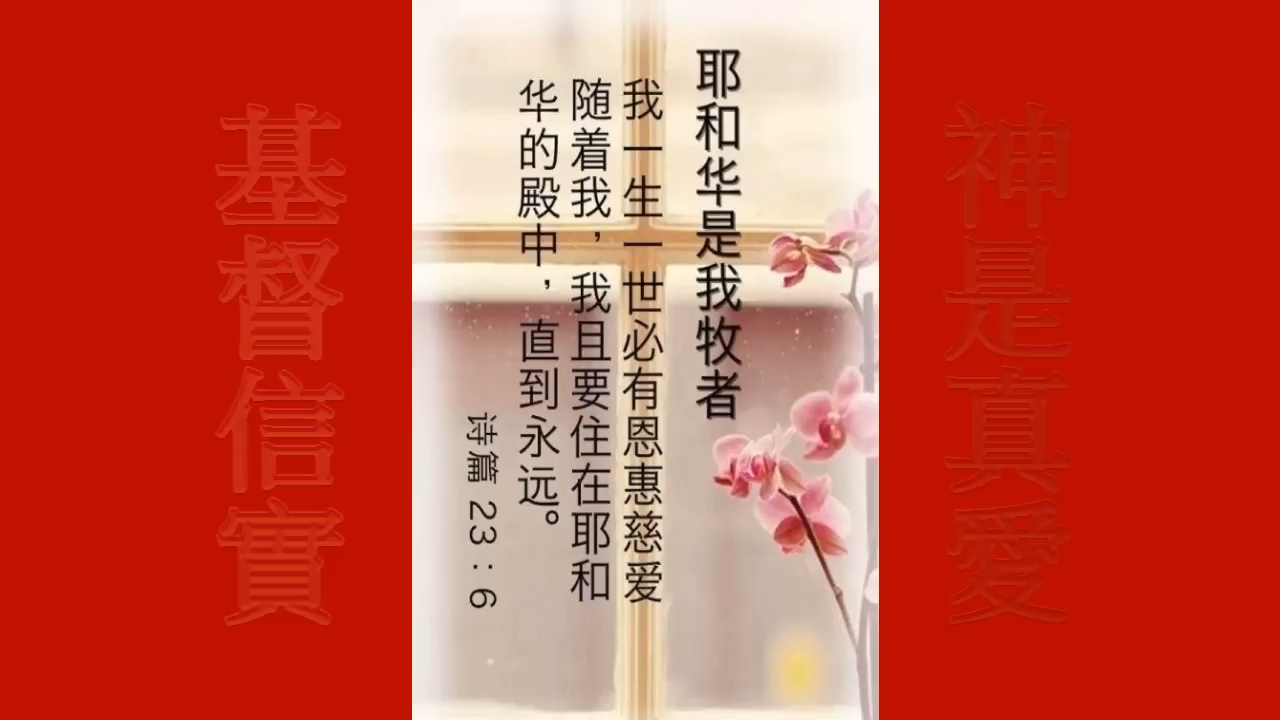 神是真愛
耶和华是我牧者
我一生一世必有恩惠慈爱
随着我，我且要住在耶和
华的殿中，直到永远。
诗篇 23：6
基督信實